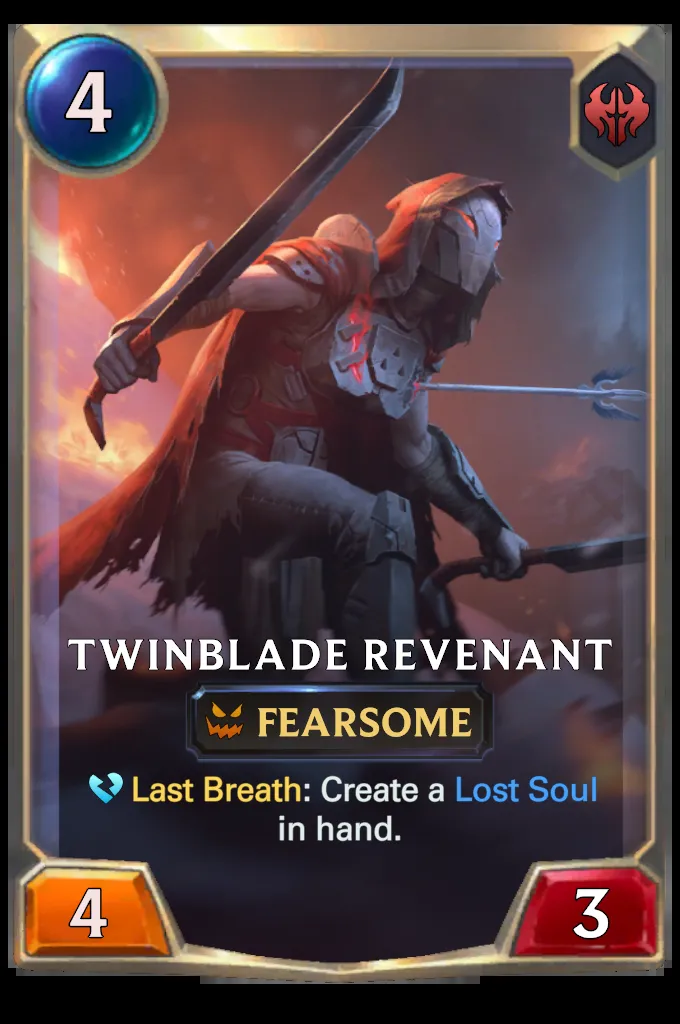 4
TWINBLADE REVENANT
FEARSOME
Last Breath: Create a Lost Soul
in hand.
4
3